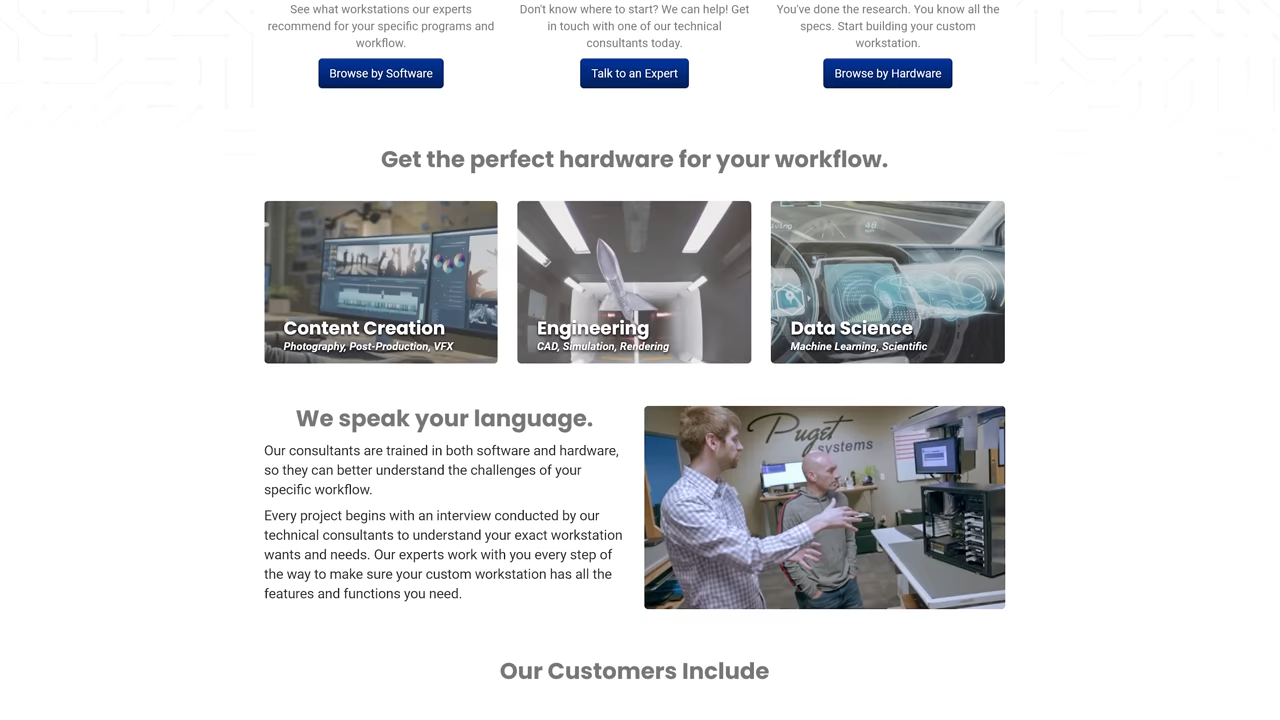 See what workstations our experts
recommend for your specific programs and
workflow.
Browse by Software
Don't know where to start? We can help! Get
in touch with one of our technical
consultants today.
Talk to an Expert
You've done the research. You know all the
specs. Start building your custom
workstation.
Browse by Hardware
Get the perfect hardware for your workflow.
Content Creation
Photography, Post-Production, VFX
Engineering
CAD, Simulation, Rendering
Data Science
Machine Learning, Scientific
We speak your language.
Our consultants are trained in both software and hardware,
so they can better understand the challenges of your
specific workflow.
Every project begins with an interview conducted by our
technical consultants to understand your exact workstation
wants and needs. Our experts work with you every step of
the way to make sure your custom workstation has all the
features and functions you need.
Puget
systems
Our Customers Include